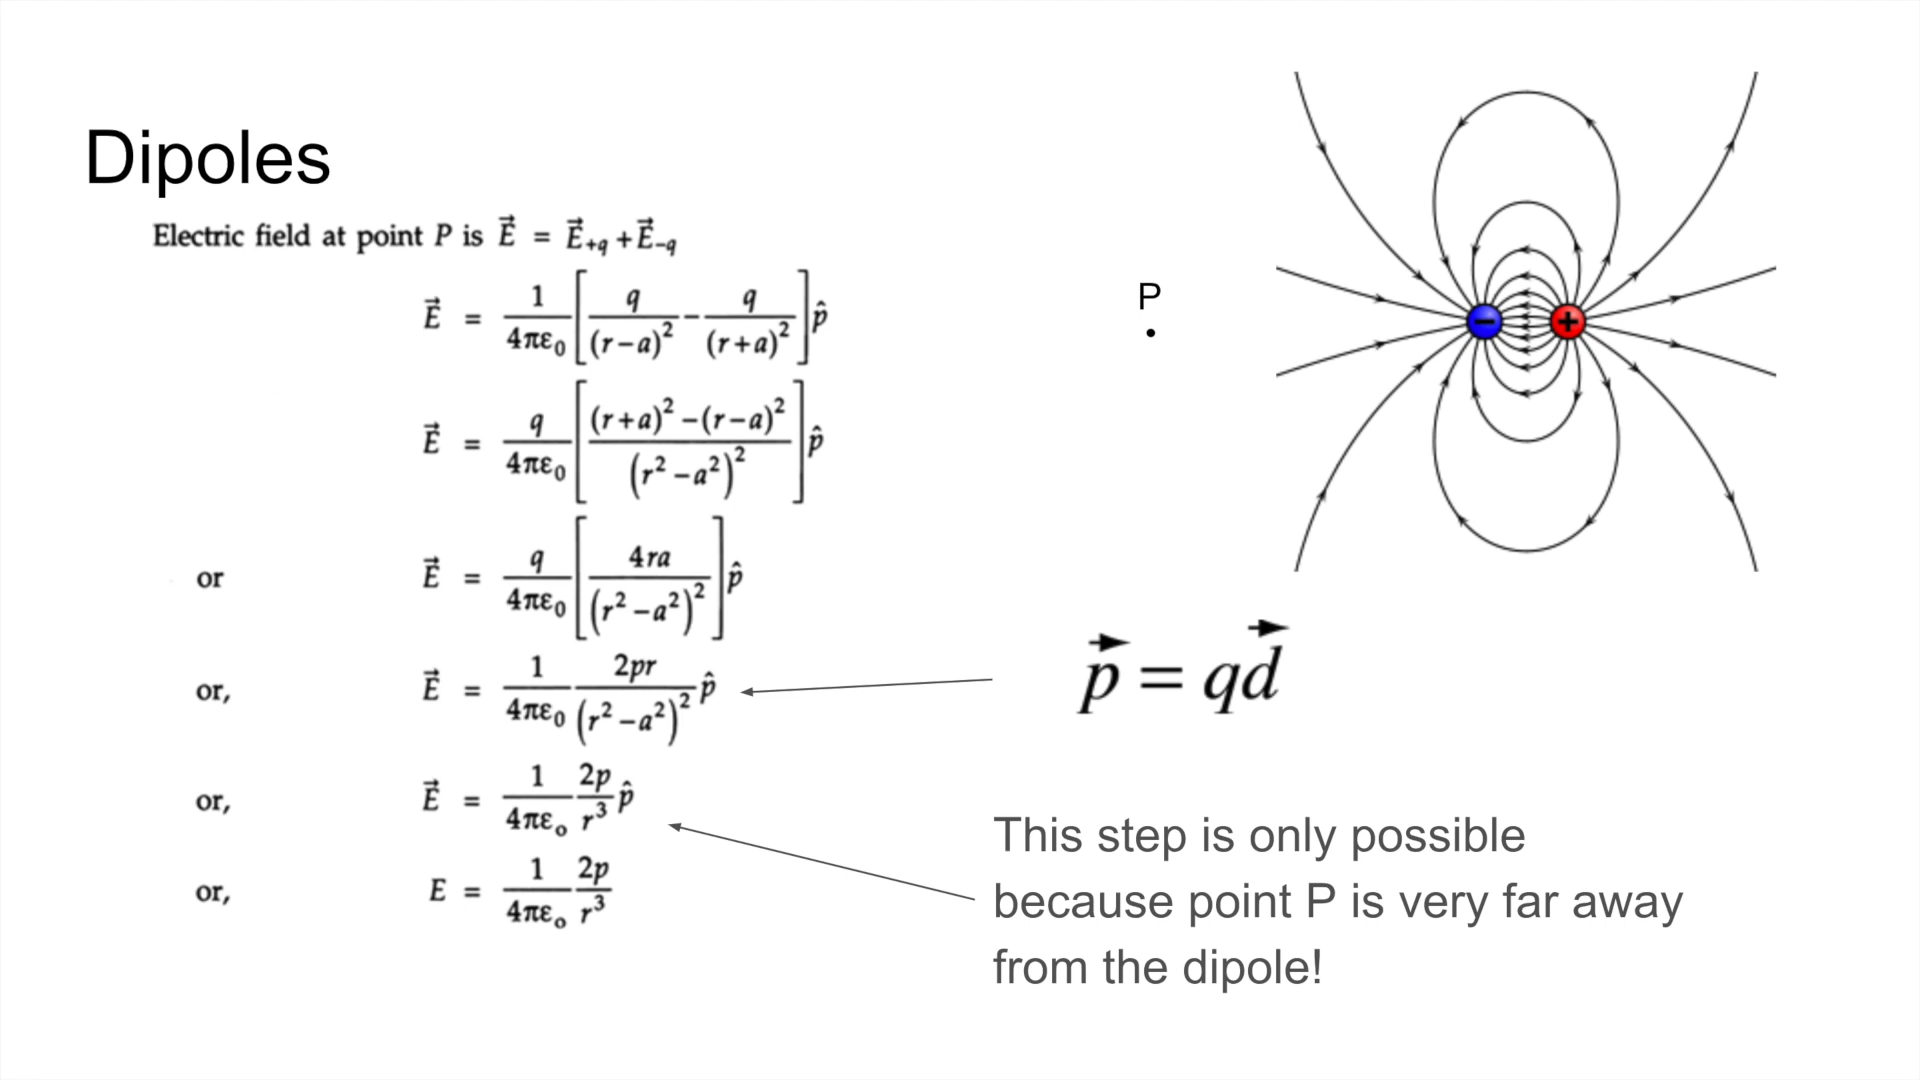 Dipoles
Electric field at point P is E⃗ = E⃗₊q + E⃗₋q
E⃗ = 1/4πε₀ [q/(r−a)² − q/(r+a)²] p̂
E⃗ = q/4πε₀ [((r+a)² −(r−a)²)/(r² −a²)²] p̂
or E⃗ = q/4πε₀ [4ra/(r² −a²)²] p̂
or, E⃗ = 1/4πε₀ 2pr/(r² −a²)² p̂
or, E⃗ = 1/4πεₒ 2p/r³ p̂
or, E = 1/4πεₒ 2p/r³
P
− +
p⃗ = qd⃗
This step is only possible
because point P is very far away
from the dipole!